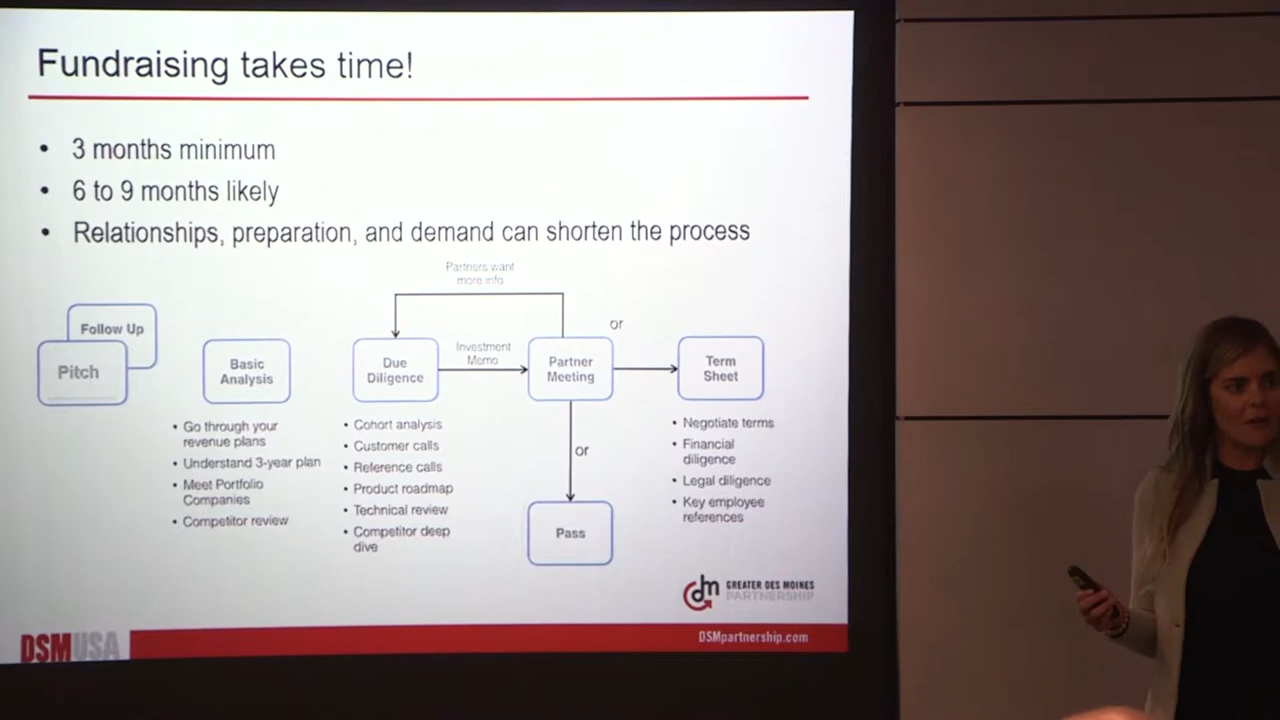 Fundraising takes time!
• 3 months minimum
• 6 to 9 months likely
• Relationships, preparation, and demand can shorten the process
Partners want
more info
Follow Up
Pitch
Basic
Analysis
• Go through your
revenue plans
• Understand 3-year plan
• Meet Portfolio
Companies
• Competitor review
Due
Diligence
• Cohort analysis
• Customer calls
• Reference calls
• Product roadmap
• Technical review
• Competitor deep
dive
Investment
Memo
Partner
Meeting
or
or
Pass
Term
Sheet
• Negotiate terms
• Financial
diligence
• Legal diligence
• Key employee
references
dm
GREATER DES MOINES
PARTNERSHIP
DSMUSA
DSMpartnership.com